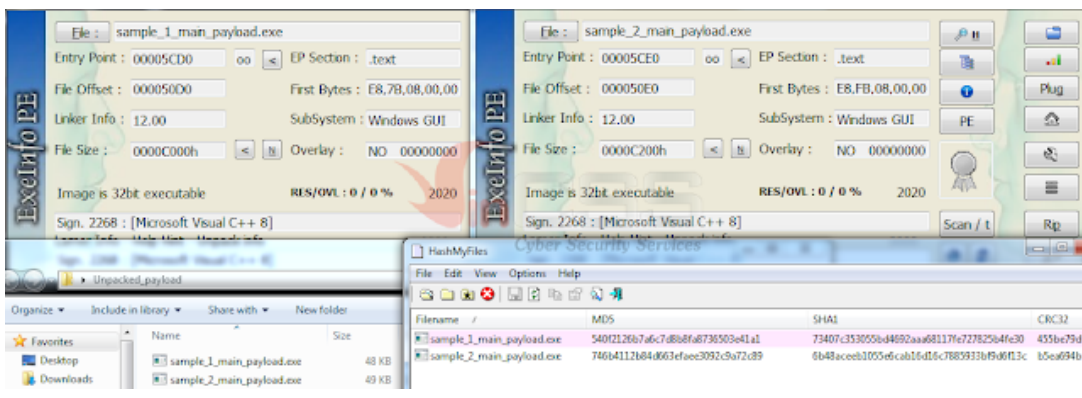 File : sample_1_main_payload.exe
Entry Point : 00005CD0 oo < EP Section : .text
File Offset : 000050D0 First Bytes : E8,7B,08,00,00
Linker Info : 12.00 SubSystem : Windows GUI
File Size : 0000C000h < N Overlay : NO 00000000
Image is 32bit executable RES/OVL : 0 / 0 % 2020
Sign. 2268 : [Microsoft Visual C++ 8]
ExeInfo PE
File : sample_2_main_payload.exe
Entry Point : 00005CE0 oo < EP Section : .text
File Offset : 000050E0 First Bytes : E8,FB,08,00,00
Linker Info : 12.00 SubSystem : Windows GUI
File Size : 0000C200h < N Overlay : NO 00000000
Image is 32bit executable RES/OVL : 0 / 0 % 2020
Sign. 2268 : [Microsoft Visual C++ 8]
ExeInfo PE
H
Plug
PE
Scan / t Rip
Cyber Security Services
Unpacked_payload
Organize Include in library Share with New folder
Favorites
Desktop
Downloads
Name Size
sample_1_main_payload.exe 48 KB
sample_2_main_payload.exe 49 KB
HashMyFiles
File Edit View Options Help
Filename / MD5 SHA1 CRC32
sample_1_main_payload.exe 540f2126b7a6c7d8b8fa8736503e41a1 73407c353055bd4692aaa68117fe727825b4fe30 455be79d
sample_2_main_payload.exe 746b4112b84d663efaee3092c9a72c89 6b48aceeb1055e6cab16d16c7885933bf9d6f13c b5ea694b